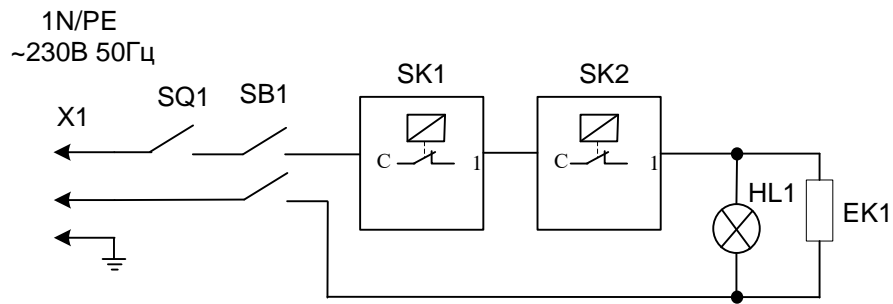 1N/PE
~230В 50Гц
X1
SQ1
SB1
SK1
SK2
C
1
C
1
HL1
EK1